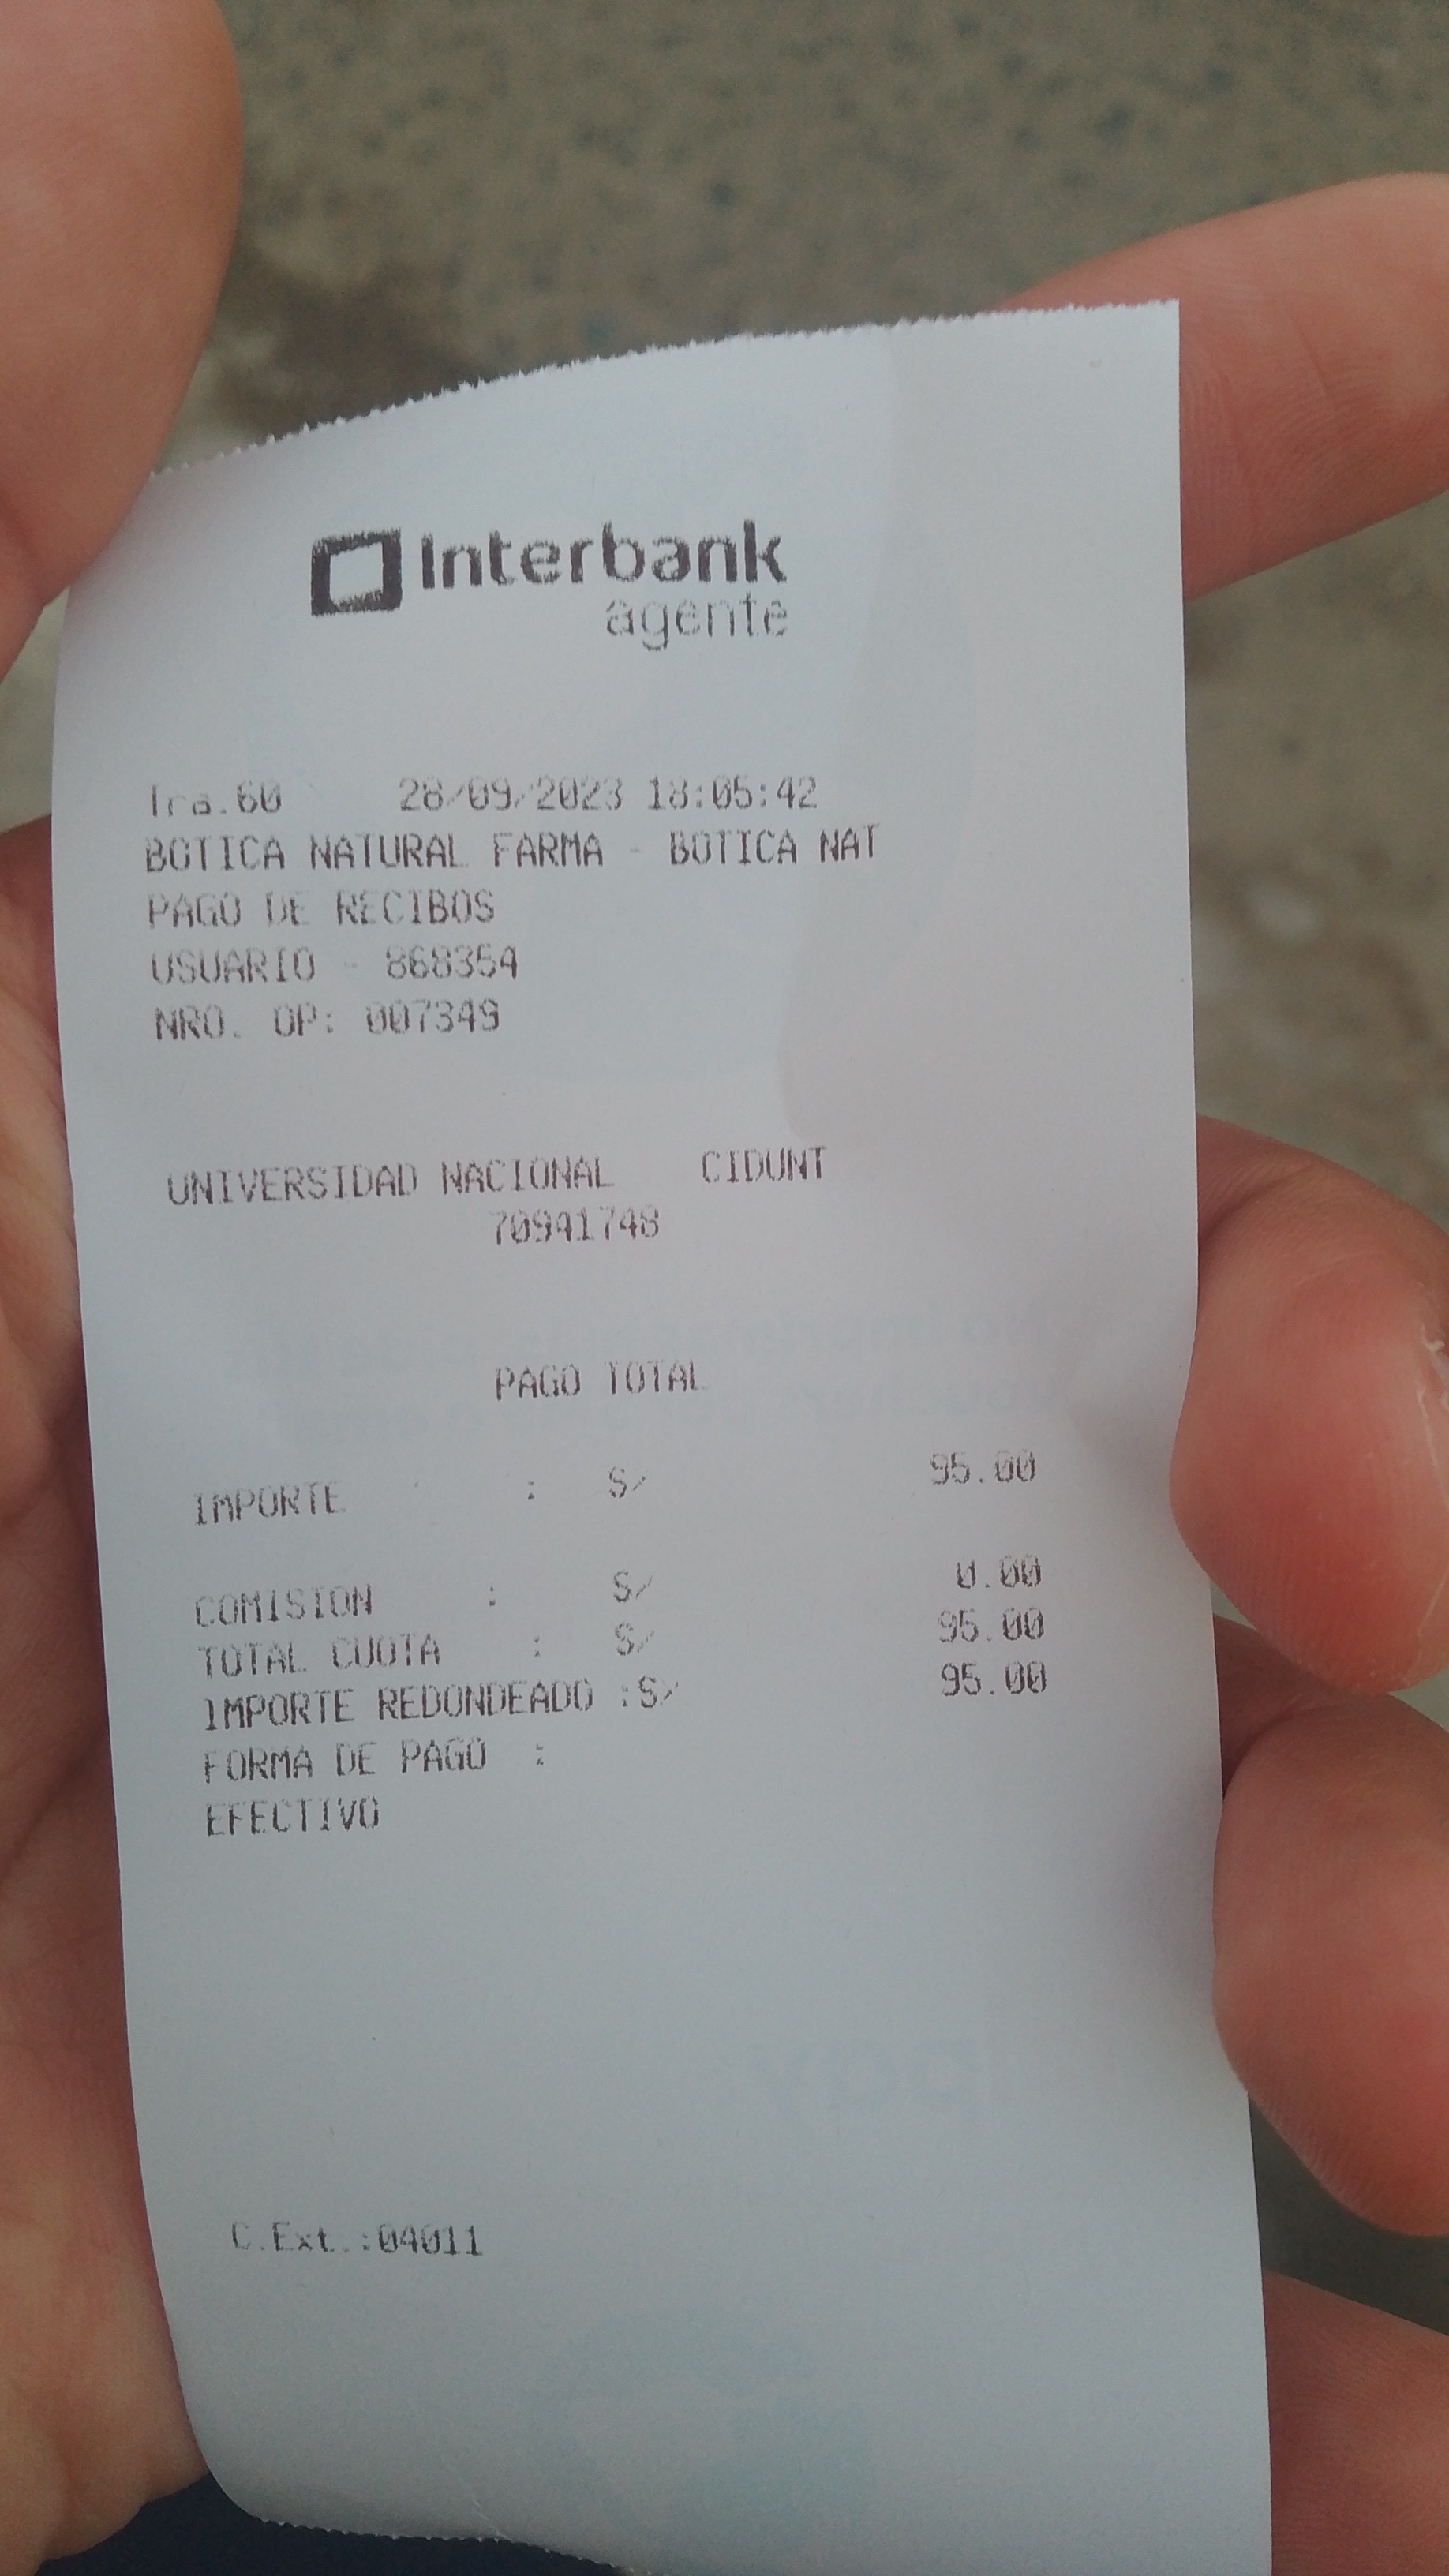 Interbank
agente
Tra.60 28/09/2023 18:05:42
BOTICA NATURAL FARMA - BOTICA NAT
PAGO DE RECIBOS
USUARIO - 868354
NRO. OP: 007349
UNIVERSIDAD NACIONAL CIDUNT
70941748
PAGO TOTAL
IMPORTE : S/ 95.00
COMISION : S/ 0.00
TOTAL CUOTA : S/ 95.00
IMPORTE REDONDEADO :S/ 95.00
FORMA DE PAGO :
EFECTIVO
C.Ext.:04011